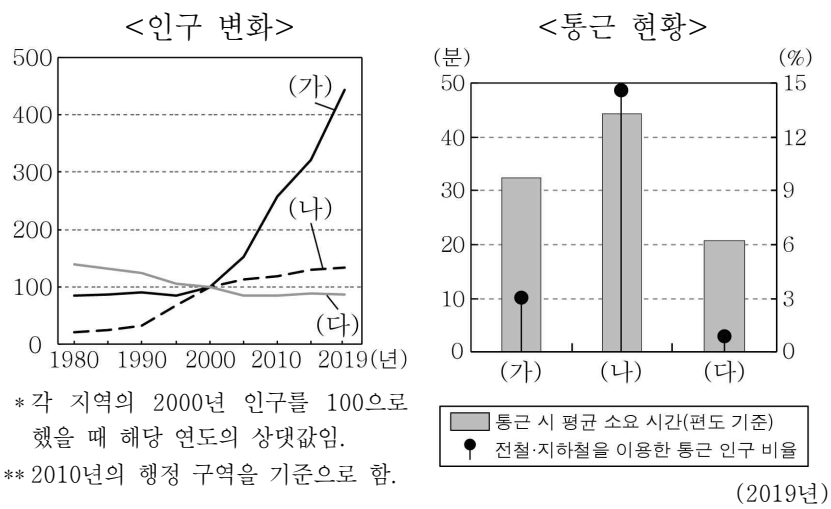 <인구 변화>
500
400
300
200
100
0
(가)
(나)
(다)
1980 1990 2000 2010 2019(년)
* 각 지역의 2000년 인구를 100으로
했을 때 해당 연도의 상댓값임.
** 2010년의 행정 구역을 기준으로 함.
<통근 현황>
(분) (%)
50 15
40 12
30 9
20 6
10 3
0 0
(가) (나) (다)
통근 시 평균 소요 시간(편도 기준)
전철·지하철을 이용한 통근 인구 비율
(2019년)